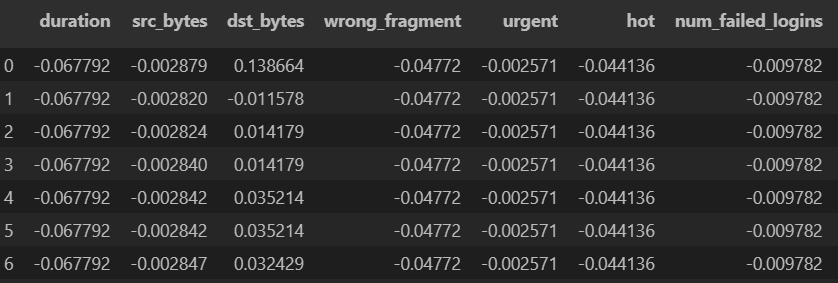 duration src_bytes dst_bytes wrong_fragment urgent hot num_failed_logins
0 -0.067792 -0.002879 0.138664 -0.04772 -0.002571 -0.044136 -0.009782
1 -0.067792 -0.002820 -0.011578 -0.04772 -0.002571 -0.044136 -0.009782
2 -0.067792 -0.002824 0.014179 -0.04772 -0.002571 -0.044136 -0.009782
3 -0.067792 -0.002840 0.014179 -0.04772 -0.002571 -0.044136 -0.009782
4 -0.067792 -0.002842 0.035214 -0.04772 -0.002571 -0.044136 -0.009782
5 -0.067792 -0.002842 0.035214 -0.04772 -0.002571 -0.044136 -0.009782
6 -0.067792 -0.002847 0.032429 -0.04772 -0.002571 -0.044136 -0.009782